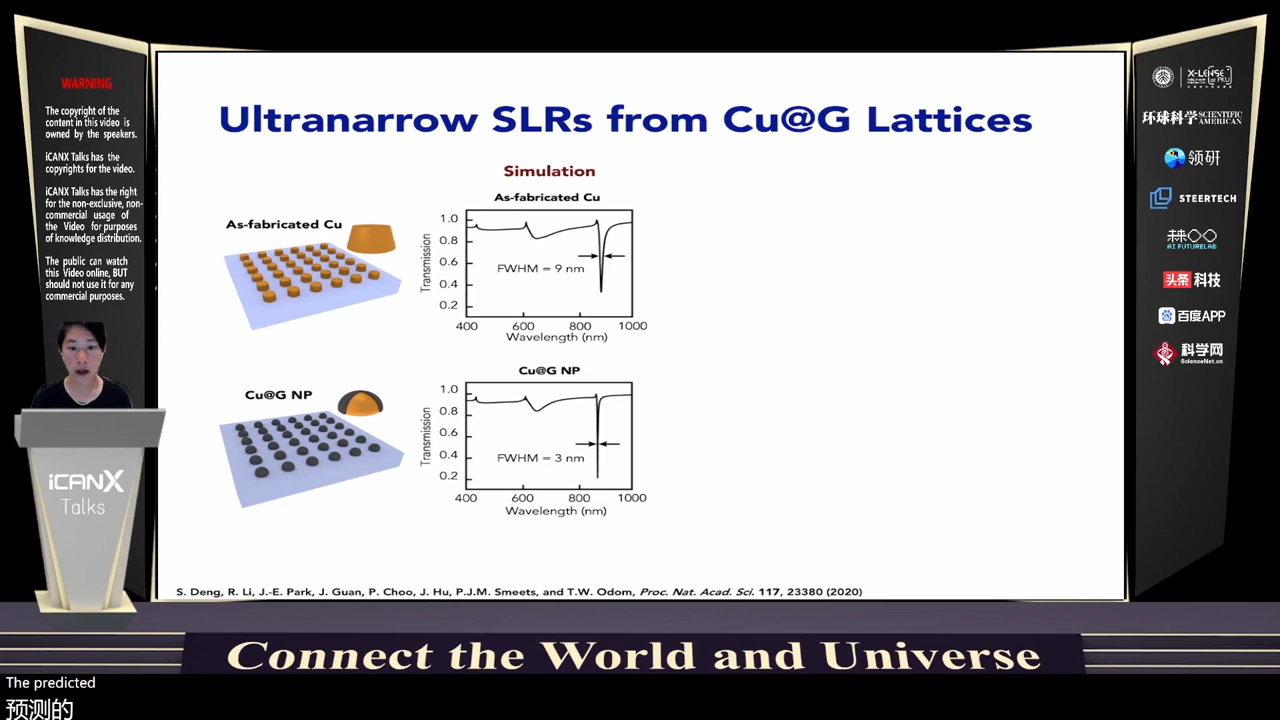 WARNING
The copyright of the
content in this video is
owned by the speakers.
iCANX Talks has the
copyrights for the video.
iCANX Talks has the right
for the non-exclusive, non-
commercial usage of
the Video for purposes
of knowledge distribution.
The public can watch
this Video online, BUT
should not use it for any
commercial purposes.
iCANX
Talks
Ultranarrow SLRs from Cu@G Lattices
Simulation
As-fabricated Cu
As-fabricated Cu
Transmission
1.0
0.8
0.6
0.4
0.2
FWHM = 9 nm
400 600 800 1000
Wavelength (nm)
Cu@G NP
Cu@G NP
Transmission
1.0
0.8
0.6
0.4
0.2
FWHM = 3 nm
400 600 800 1000
Wavelength (nm)
S. Deng, R. Li, J.-E. Park, J. Guan, P. Choo, J. Hu, P.J.M. Smeets, and T.W. Odom, Proc. Nat. Acad. Sci. 117, 23380 (2020)
X-LENSE @PKU
环球科学 SCIENTIFIC AMERICAN
领研
STEERTECH
AI FUTURELAB
头条 科技
百度APP
科学网
ScienceNet.cn
Connect the World and Universe
The predicted
预测的